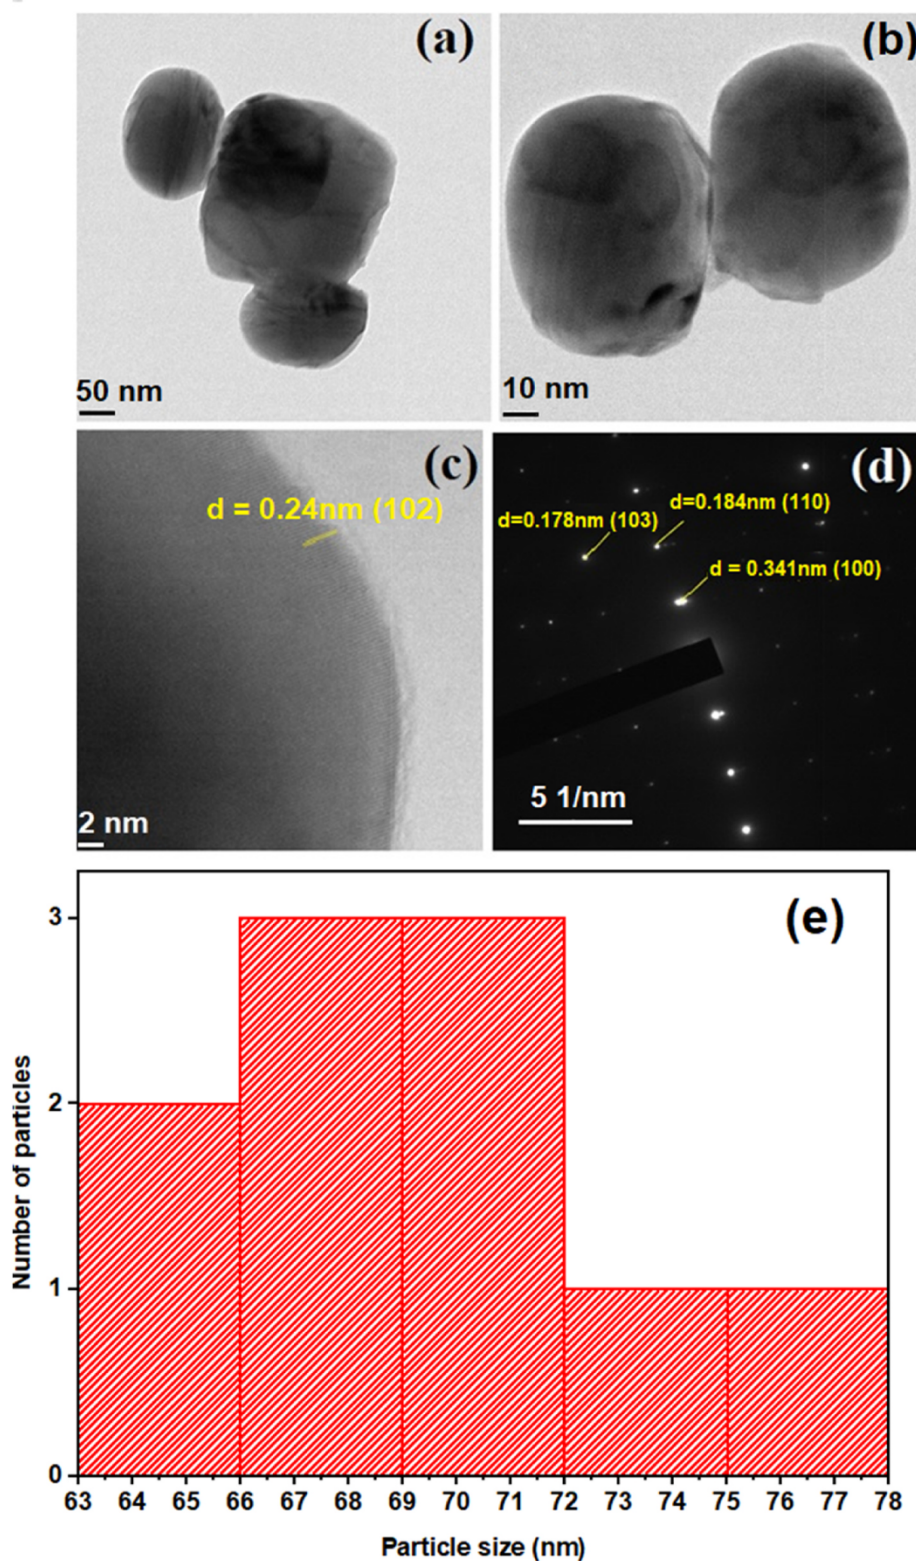 (a)
50 nm
(b)
10 nm
(c)
d = 0.24nm (102)
2 nm
(d)
d=0.184nm (110)
d=0.178nm (103)
d = 0.341nm (100)
5 1/nm
(e)
3
2
1
0
Number of particles
63 64 65 66 67 68 69 70 71 72 73 74 75 76 77 78
Particle size (nm)